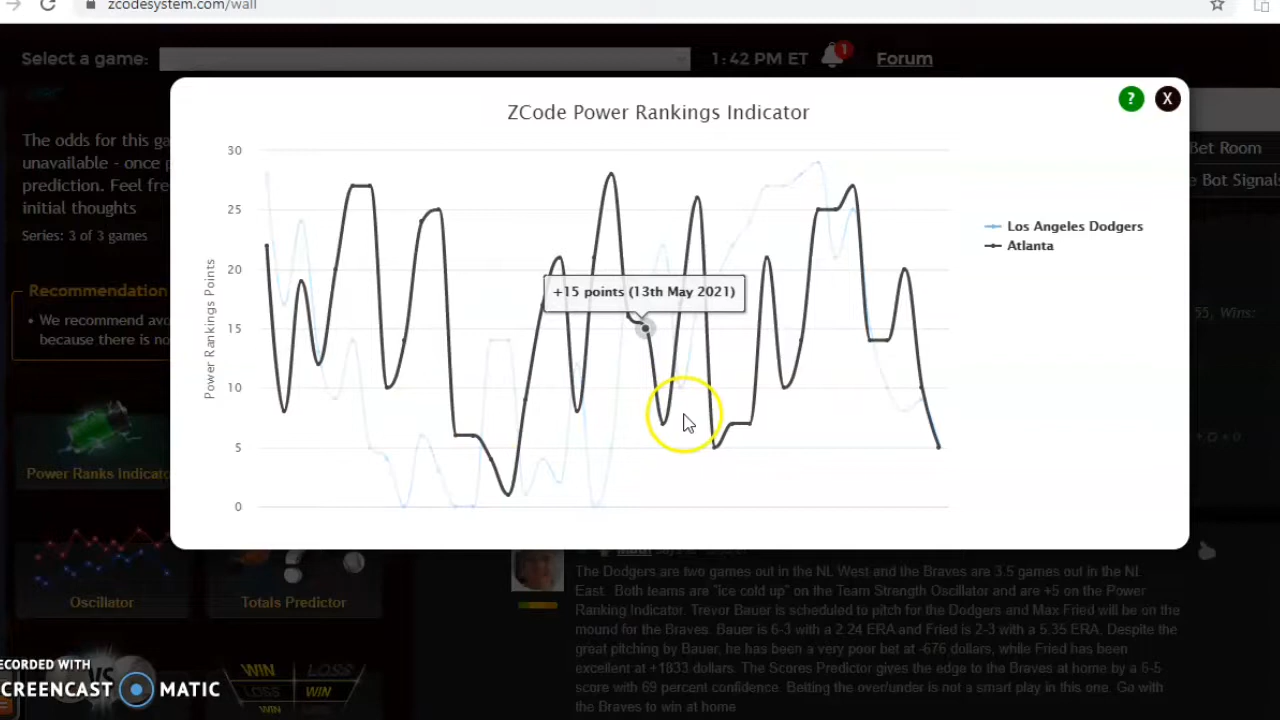 zcodesystem.com/wall
Select a game:
1:42 PM ET
1
Forum
ZCode Power Rankings Indicator
?
X
The odds for this ga
unavailable - once p
prediction. Feel fre
initial thoughts
Series: 3 of 3 games
Recommendation
• We recommend avo
because there is no
Bet Room
e Bot Signals
Power Rankings Points
30
25
20
15
10
5
0
+15 points (13th May 2021)
Los Angeles Dodgers
Atlanta
55, Wins:
Power Ranks Indicato
Oscillator
Totals Predictor
The Dodgers are two games out in the NL West and the Braves are 3.5 games out in the NL
East. Both teams are "ice cold up" on the Team Strength Oscillator and are +5 on the Power
Ranking Indicator. Trevor Bauer is scheduled to pitch for the Dodgers and Max Fried will be on the
mound for the Braves. Bauer is 6-3 with a 2.24 ERA and Fried is 2-3 with a 5.35 ERA. Despite the
great pitching by Bauer, he has been a very poor bet at -676 dollars, while Fried has been
excellent at +1833 dollars. The Scores Predictor gives the edge to the Braves at home by a 6-5
score with 69 percent confidence. Betting the over/under is not a smart play in this one. Go with
the Braves to win at home
ECORDED WITH
CREENCAST MATIC
VS
WIN LOSS
LOSS WIN
WIN